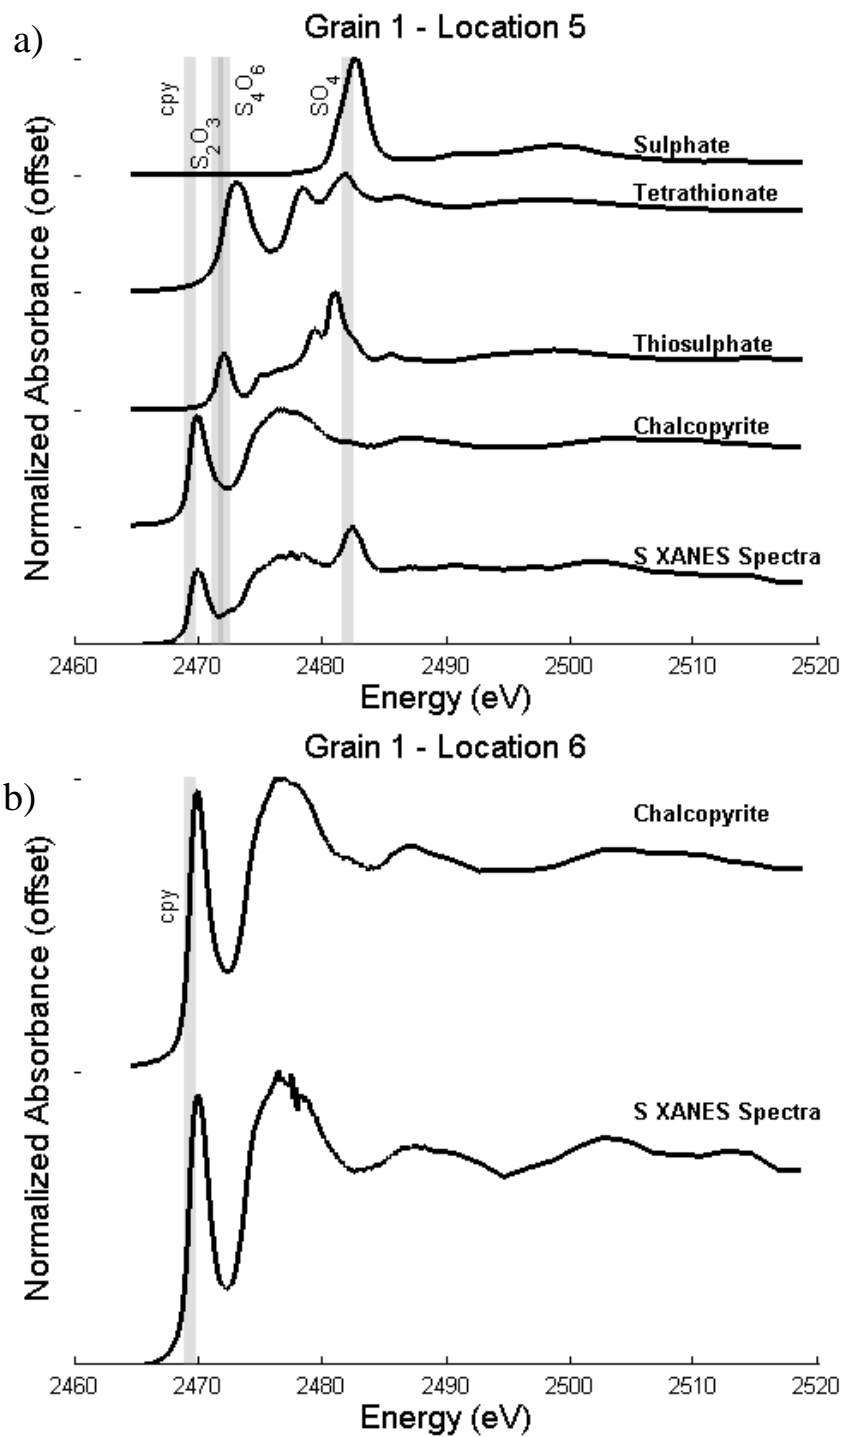 a)
Grain 1 - Location 5
Normalized Absorbance (offset)
cpy
S2O3
S4O6
SO4
Sulphate
Tetrathionate
Thiosulphate
Chalcopyrite
S XANES Spectra
2460 2470 2480 2490 2500 2510 2520
Energy (eV)
b)
Grain 1 - Location 6
Normalized Absorbance (offset)
cpy
Chalcopyrite
S XANES Spectra
2460 2470 2480 2490 2500 2510 2520
Energy (eV)